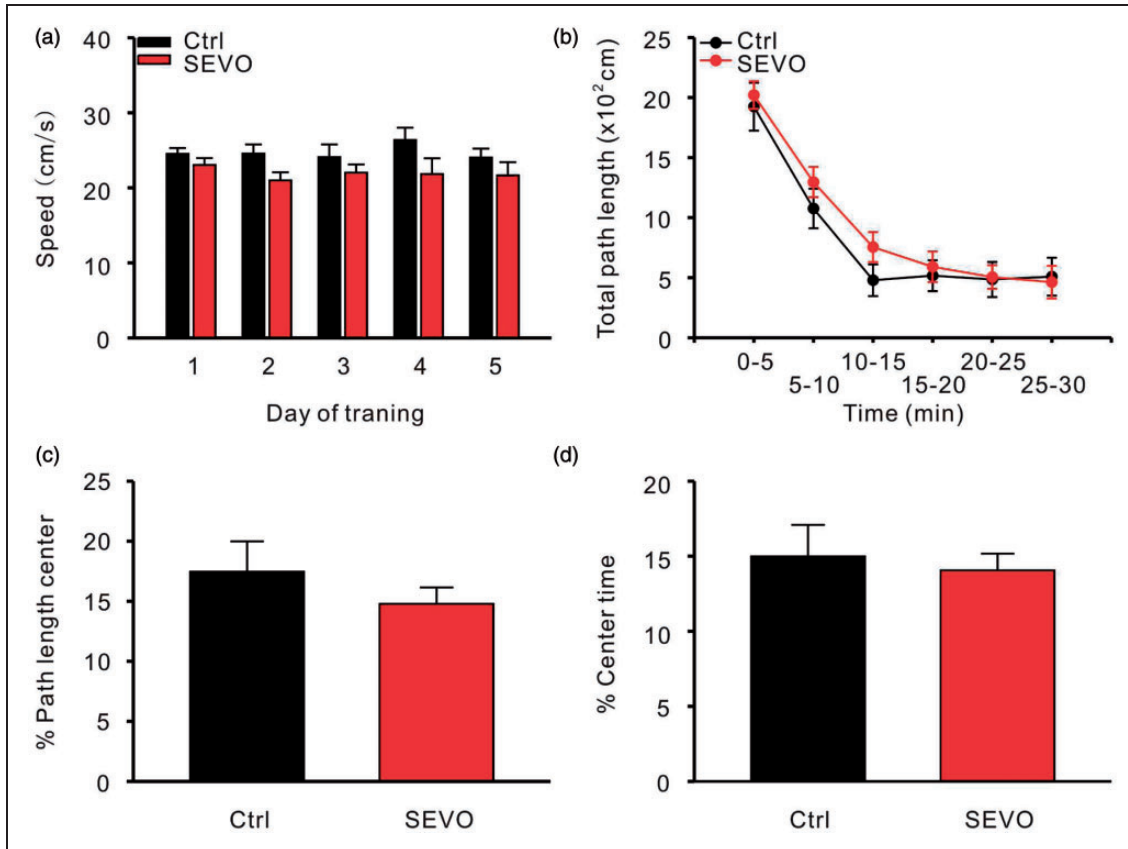 (a)
40
30
20
10
0
Speed (cm/s)
Ctrl
SEVO
1 2 3 4 5
Day of traning
(b)
25
20
15
10
5
0
Total path length (x10² cm)
Ctrl
SEVO
0-5 10-15 20-25
5-10 15-20 25-30
Time (min)
(c)
25
20
15
10
5
0
% Path length center
Ctrl SEVO
(d)
20
15
10
5
0
% Center time
Ctrl SEVO